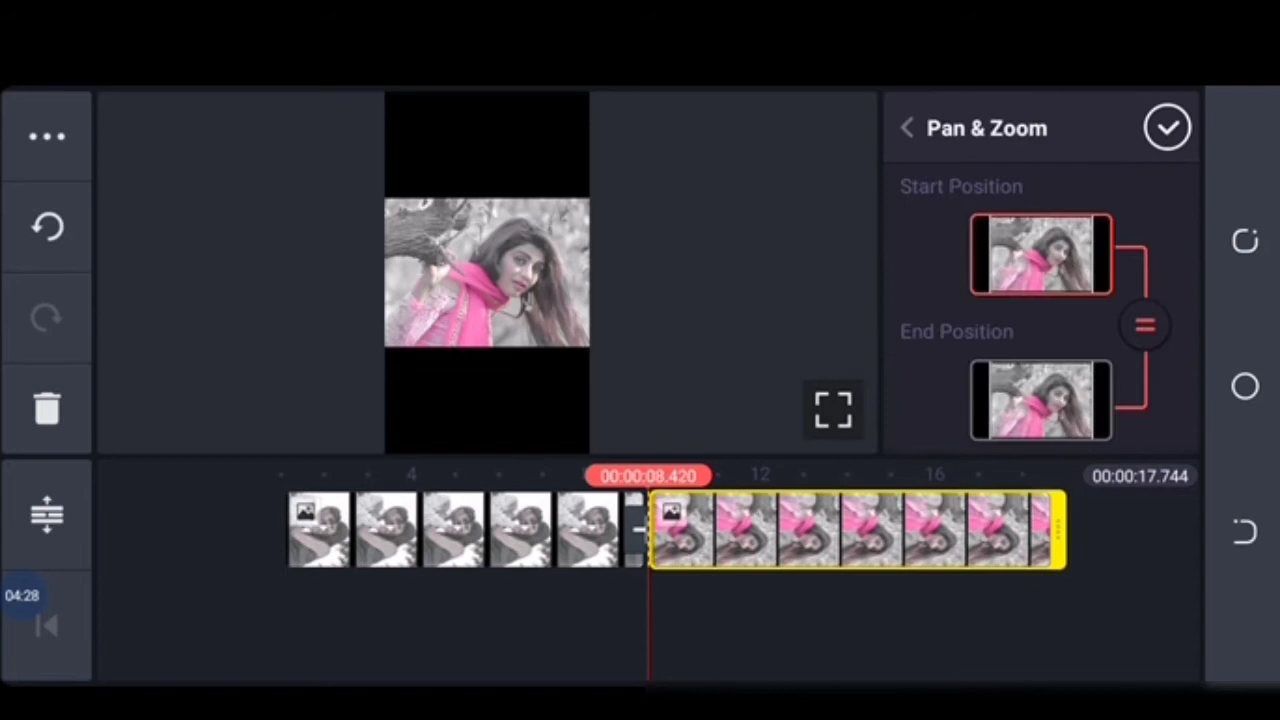 Pan & Zoom
Start Position
End Position
4
00:00:08.420
12
16
00:00:17.744
04:28